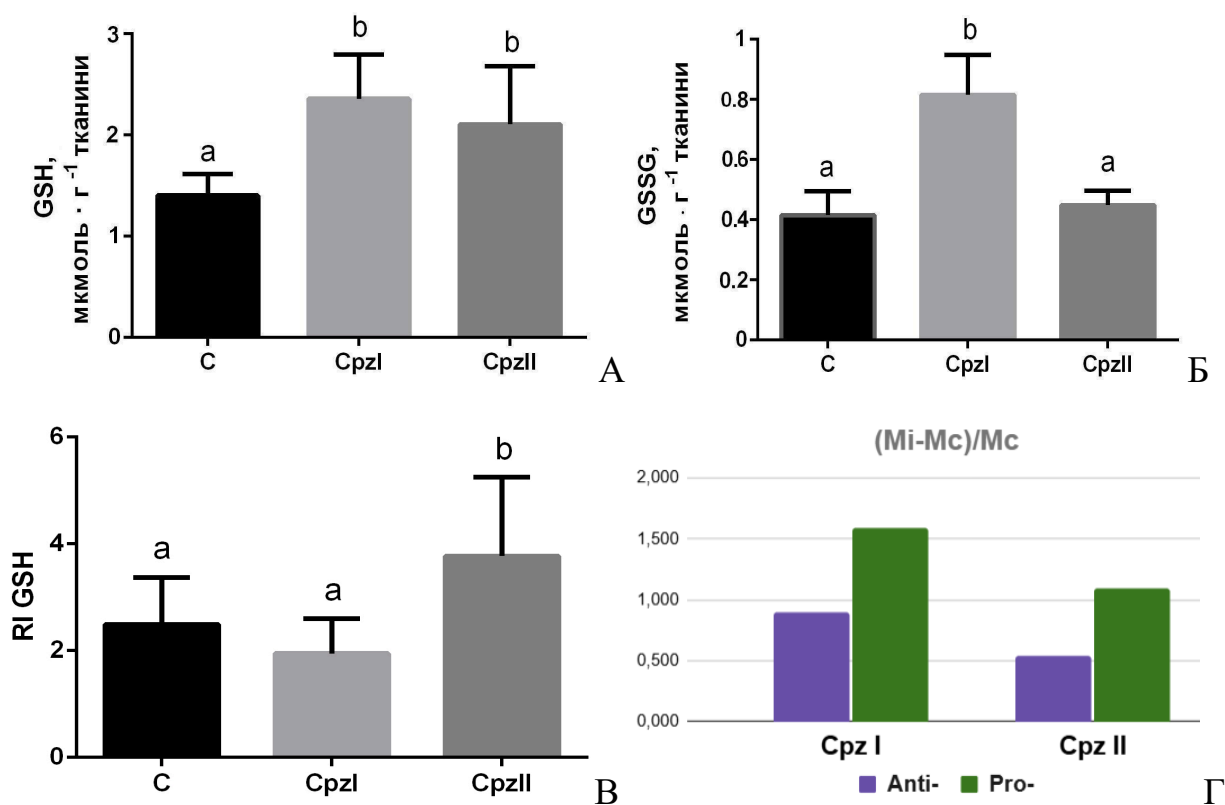 GSH,
мкмоль · г -1 тканини
3
2
1
0
a
b
b
C
CpzI
CpzII
А
GSSG,
мкмоль · г -1 тканини
1
0.8
0.6
0.4
0.2
0
a
b
a
C
CpzI
CpzII
Б
RI GSH
6
4
2
0
a
a
b
C
CpzI
CpzII
В
(Mi-Mc)/Mc
2,000
1,500
1,000
0,500
0,000
Cpz I
Cpz II
Anti-
Pro-
Г